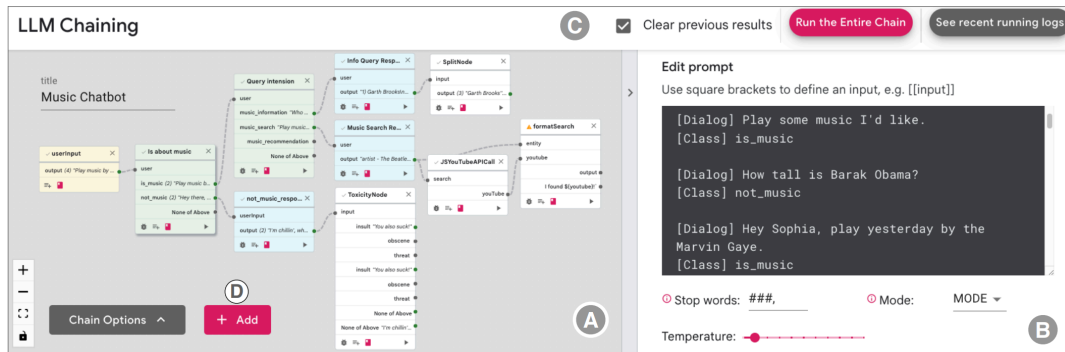 LLM Chaining
C
Clear previous results
Run the Entire Chain
See recent running logs
title
Music Chatbot
userInput
output (4) "Play music by ...
Is about music
user
is_music (2) "Play music b...
not_music (2) "Hey there, ...
None of Above
Query intension
user
music_information "Who ...
music_search "Play music...
music_recommendation
None of Above
not_music_respo...
userInput
output (2) "I'm chillin', wh...
Info Query Resp...
user
output "1) Garth Brooks\n...
SplitNode
input
output (3) "Garth Brooks"...
Music Search Re...
user
output "artist - The Beatle...
ToxicityNode
input
insult "You also suck!"
obscene
threat
insult "You also suck!"
obscene
threat
None of Above
None of Above "I'm chillin'...
JSYouTubeAPICall
search
youTube
formatSearch
entity
youtube
output
I found ${youtube}!'
D
Chain Options
+ Add
A
Edit prompt
Use square brackets to define an input, e.g. [[input]]
[Dialog] Play some music I'd like.
[Class] is_music
[Dialog] How tall is Barak Obama?
[Class] not_music
[Dialog] Hey Sophia, play yesterday by the
Marvin Gaye.
[Class] is_music
Stop words: ###,
Mode: MODE
Temperature:
B